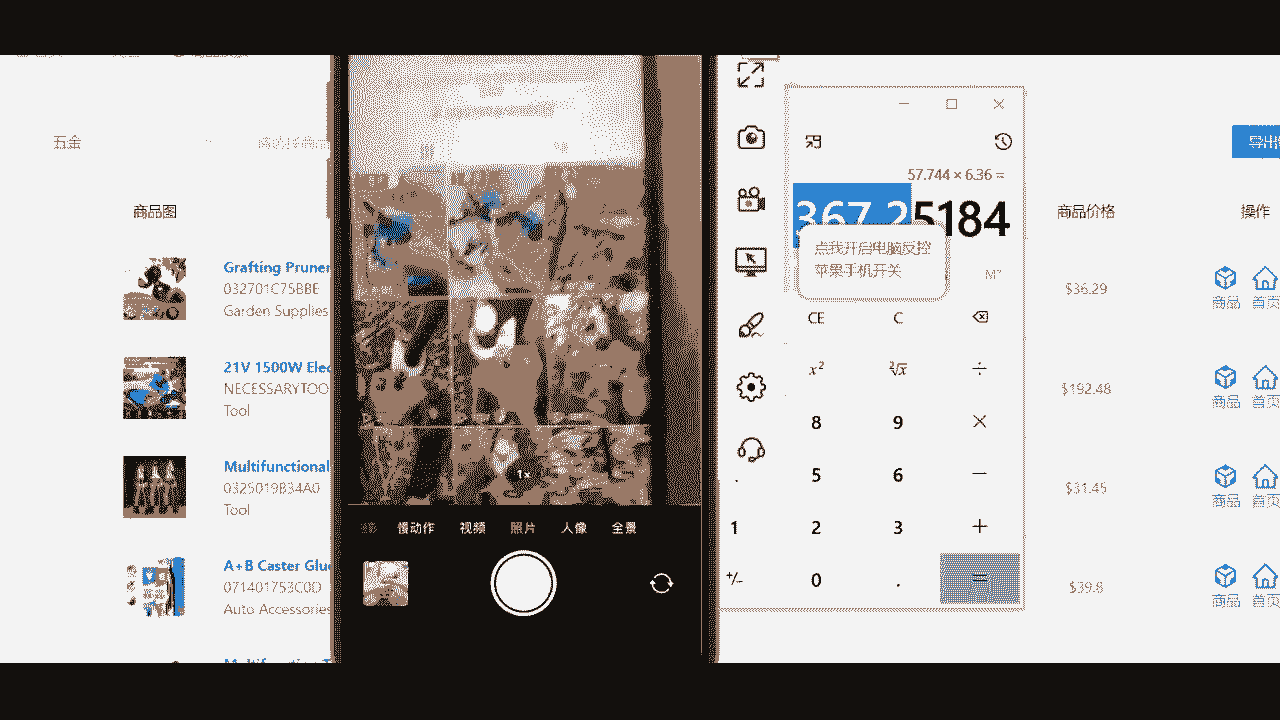 五金
导出
商品图
Grafting Pruner
032701C75BBE
Garden Supplies
21V 1500W Elec
NECESSARYTOO
Tool
Multifunctional
0325019B34A0
Tool
A+B Caster Glue
071401753C0D
Auto Accessories
1x
慢动作 视频 照片 人像 全景
57.744 × 6.36 =
367.25184
点我开启电脑反控
苹果手机开关
M
CE C
x² ²√x ÷
8 9 ×
5 6 −
1 2 3 +
+/- 0 . =
商品价格 操作
$36.29 商品 首页
$192.48 商品 首页
$31.45 商品 首页
$39.8 商品 首页